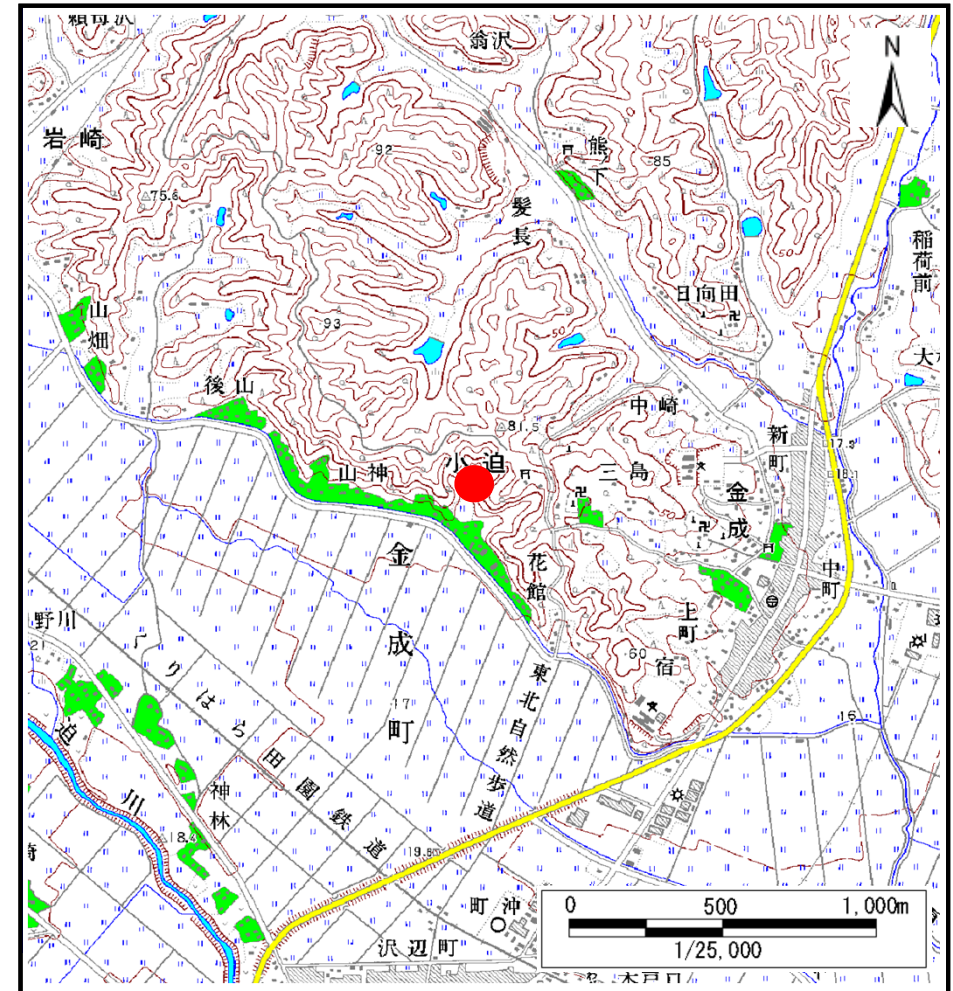 翁沢
N
岩崎
92
熊下
85
75.6
髪長
稲荷前
山畑
日向田
93
50
後山
中崎
81.5
新町
17.3
山神
小迫
三島
金成
18.1
金成町
花館
中町
上町
野川
21
60
宿
くりはら田園鉄道
東北自然歩道
17
16
迫川
神林
18.4
19.6
町沖
沢辺町
0 500 1,000m
1/25,000